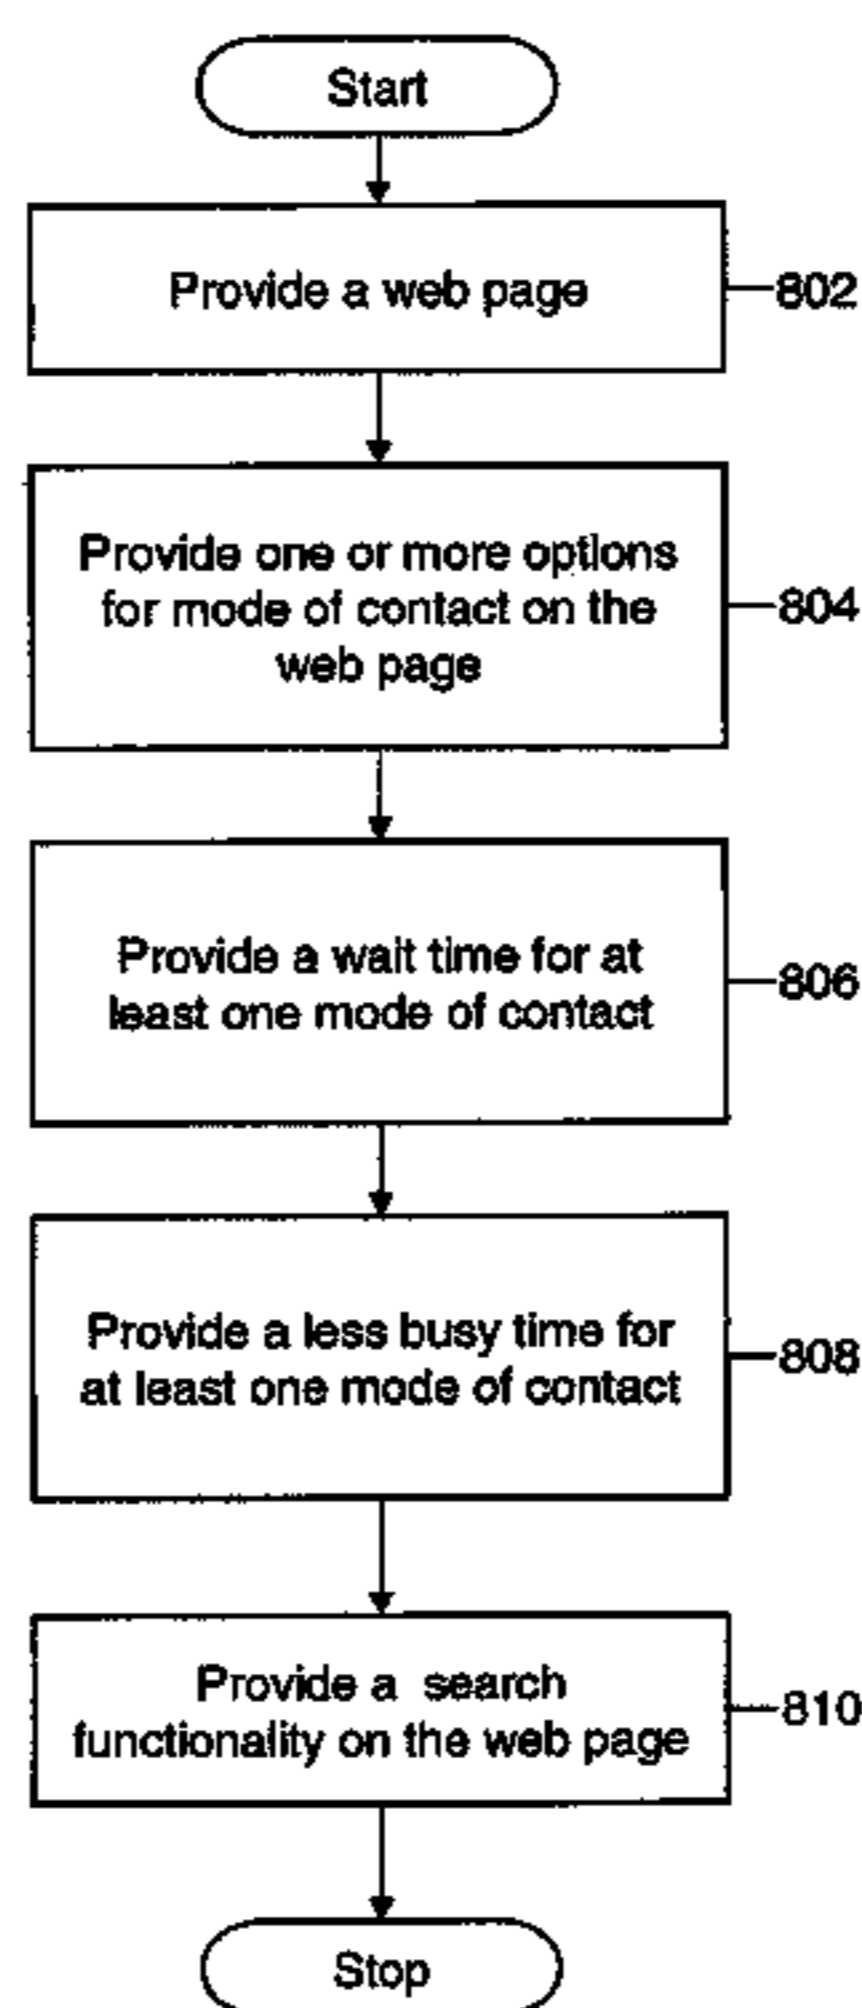 Start
Provide a web page
802
Provide one or more options
for mode of contact on the
web page
804
Provide a wait time for at
least one mode of contact
806
Provide a less busy time for
at least one mode of contact
808
Provide a search
functionality on the web page
810
Stop